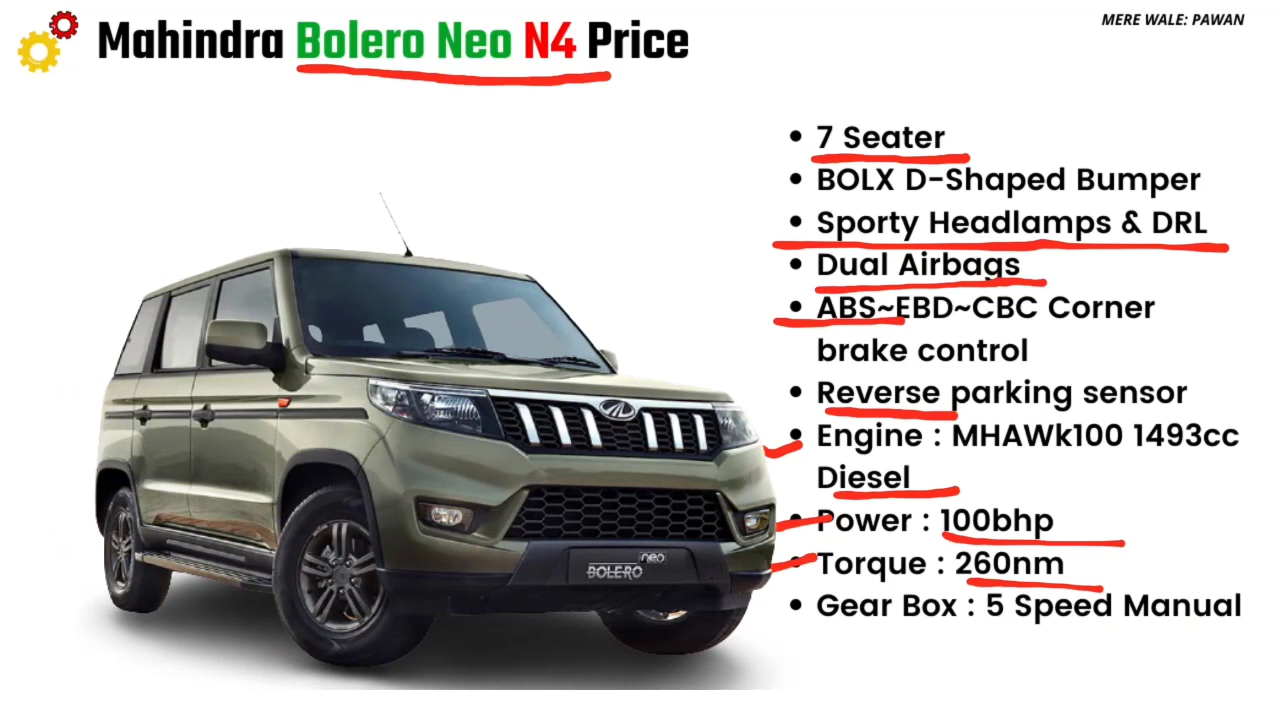 MERE WALE: PAWAN
Mahindra Bolero Neo N4 Price
• 7 Seater
• BOLX D-Shaped Bumper
• Sporty Headlamps & DRL
• Dual Airbags
• ABS~EBD~CBC Corner
brake control
• Reverse parking sensor
• Engine : MHAWk100 1493cc
Diesel
• Power : 100bhp
• Torque : 260nm
• Gear Box : 5 Speed Manual
neo
BOLERO